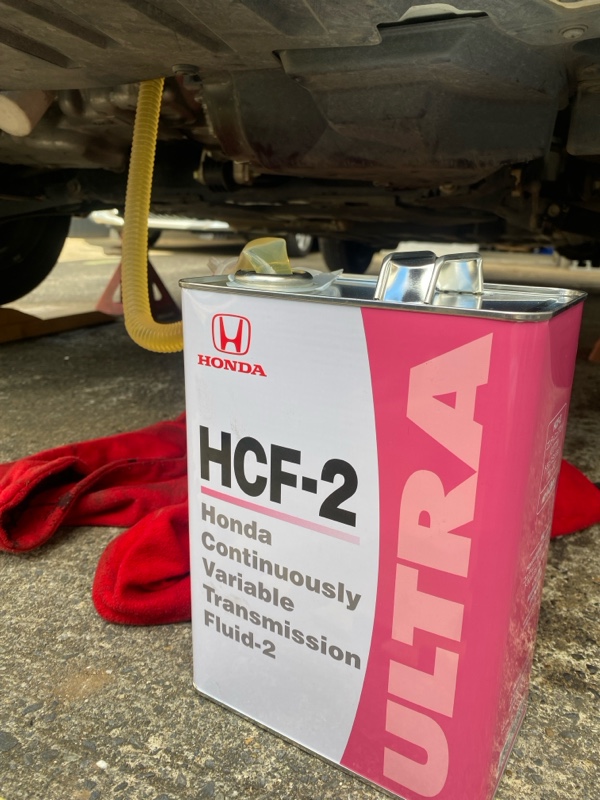 HONDA
HCF-2
Honda
Continuously
Variable
Transmission
Fluid-2
ULTRA